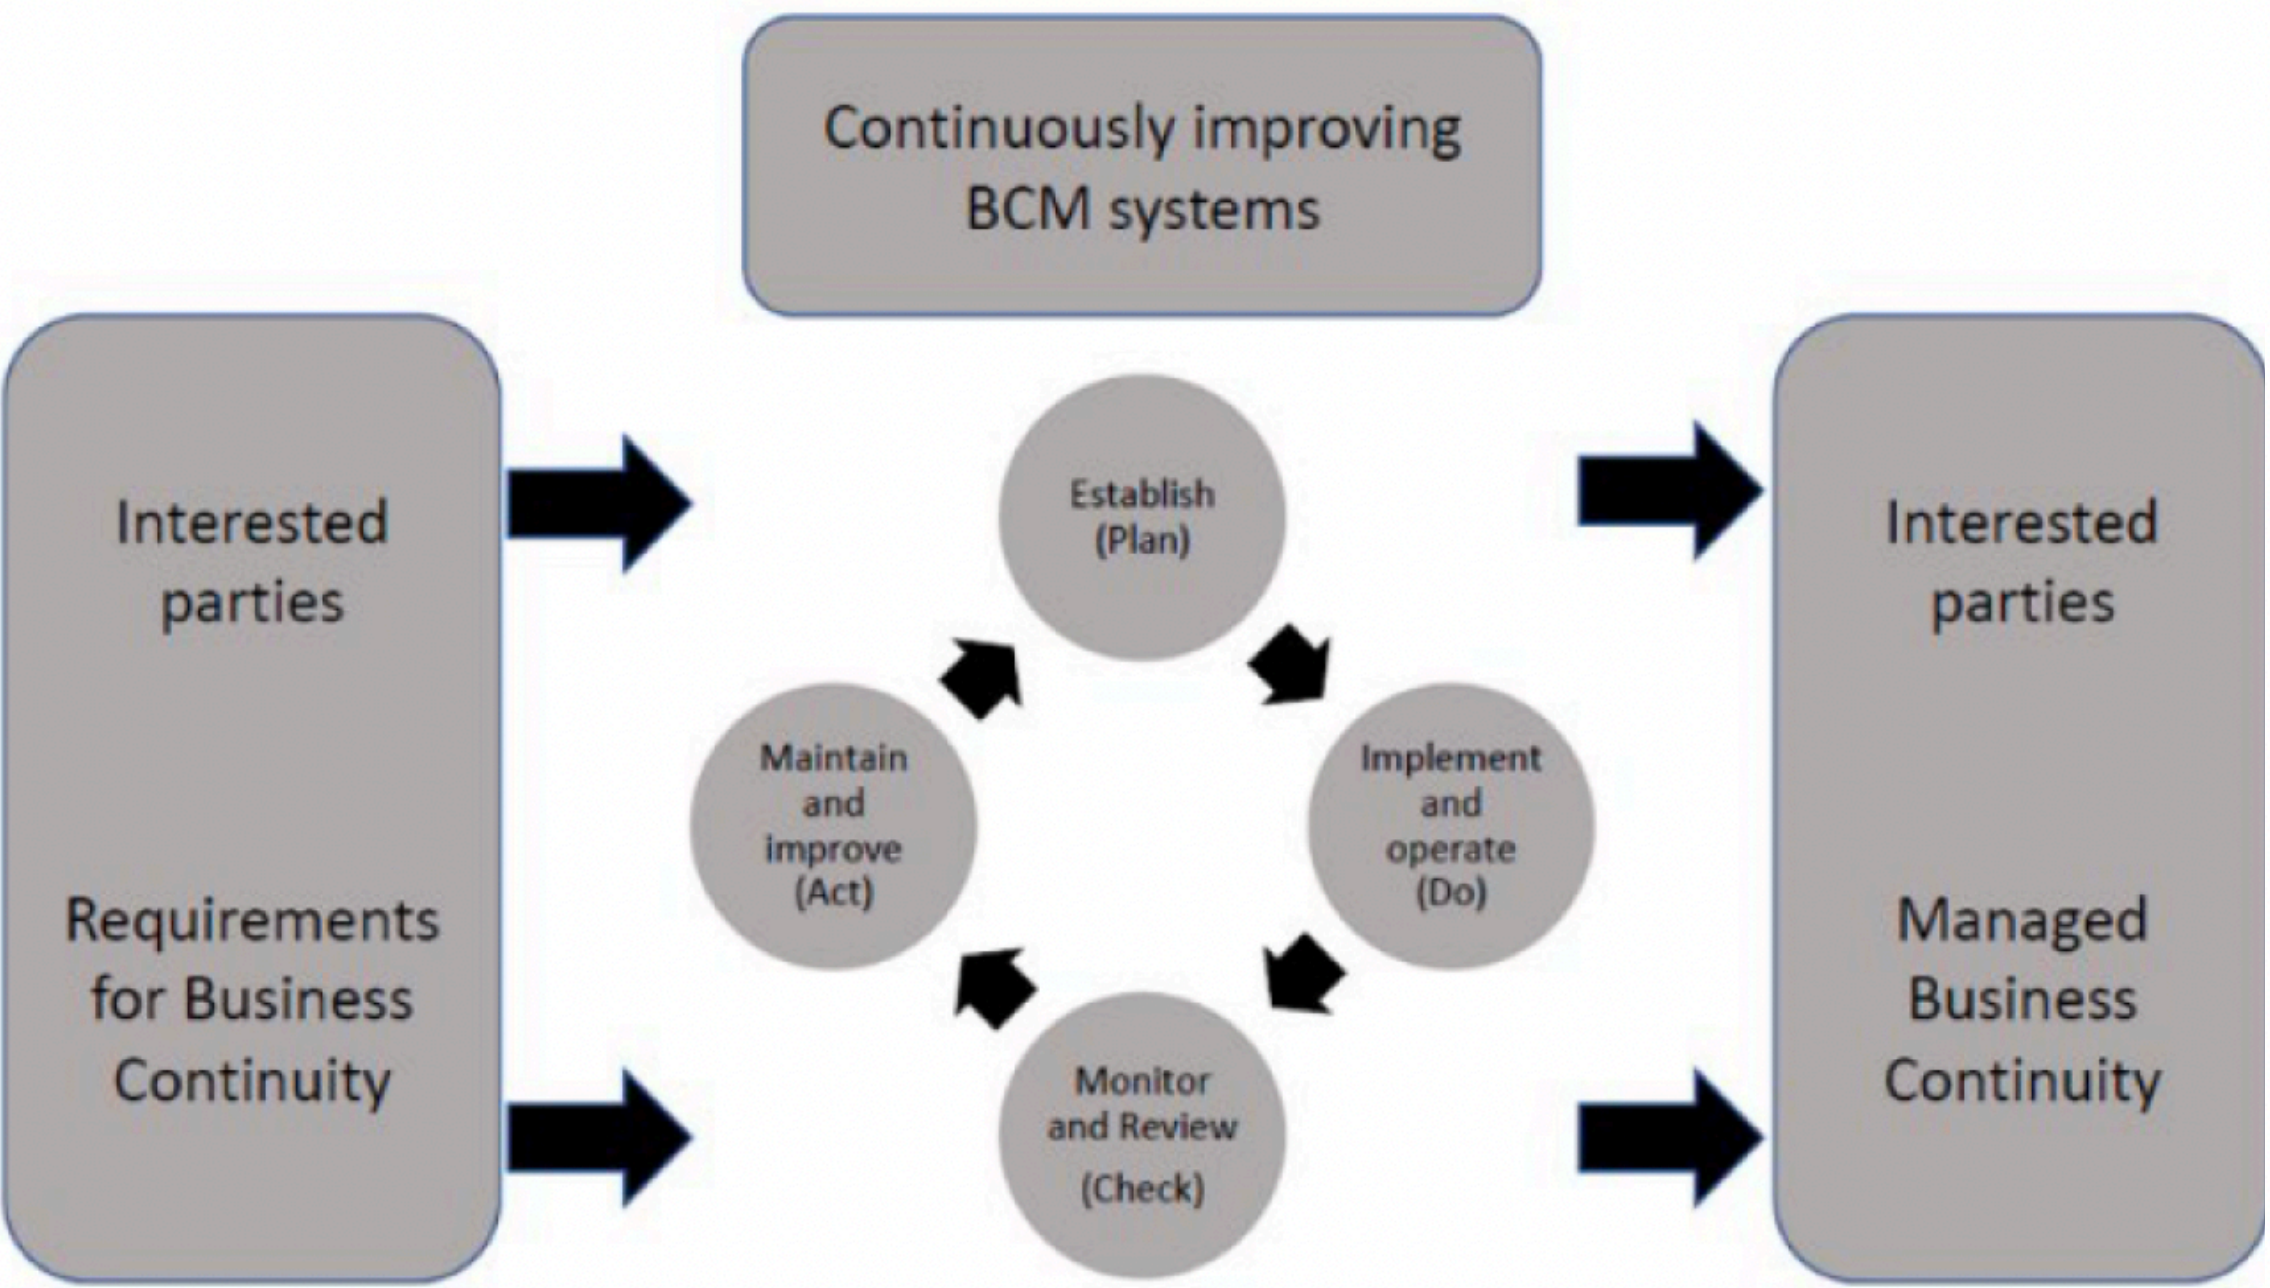 Continuously improving
BCM systems
Interested
parties
Requirements
for Business
Continuity
Establish
(Plan)
Maintain
and
improve
(Act)
Implement
and
operate
(Do)
Monitor
and Review
(Check)
Interested
parties
Managed
Business
Continuity